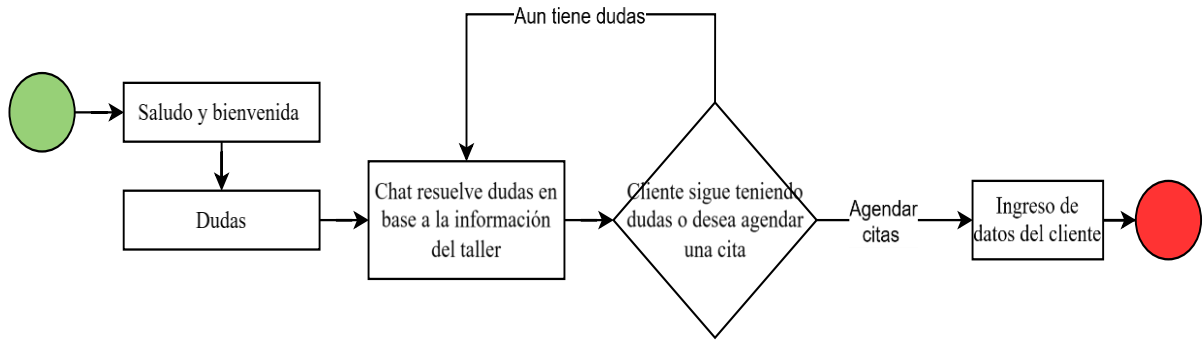 Aun tiene dudas
Saludo y bienvenida
Dudas
Chat resuelve dudas en
base a la información
del taller
Cliente sigue teniendo
dudas o desea agendar
una cita
Agendar
citas
Ingreso de
datos del cliente